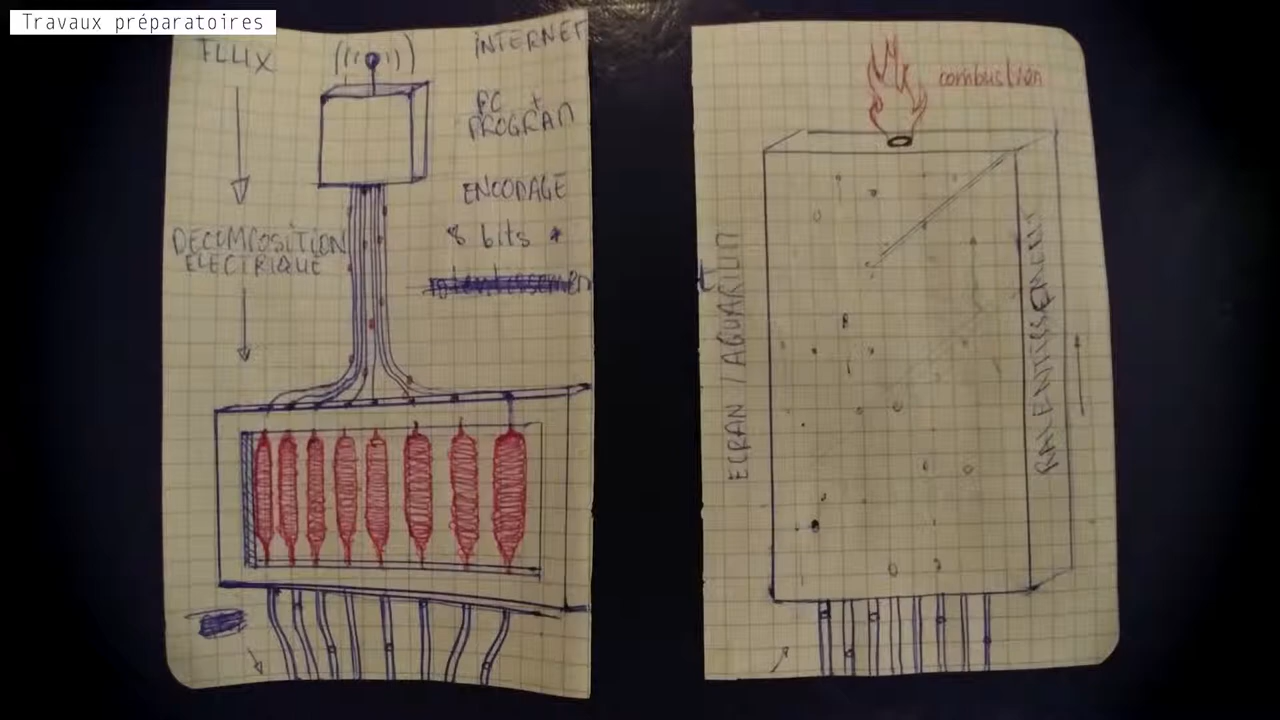 Travaux préparatoires
FLUX
INTERNET
PC +
PROGRAM
ENCODAGE
8 bits *
DECOMPOSITION
ELECTRIQUE
combustion
ECRAN / AQUARIUM
RALENTISSEMENT